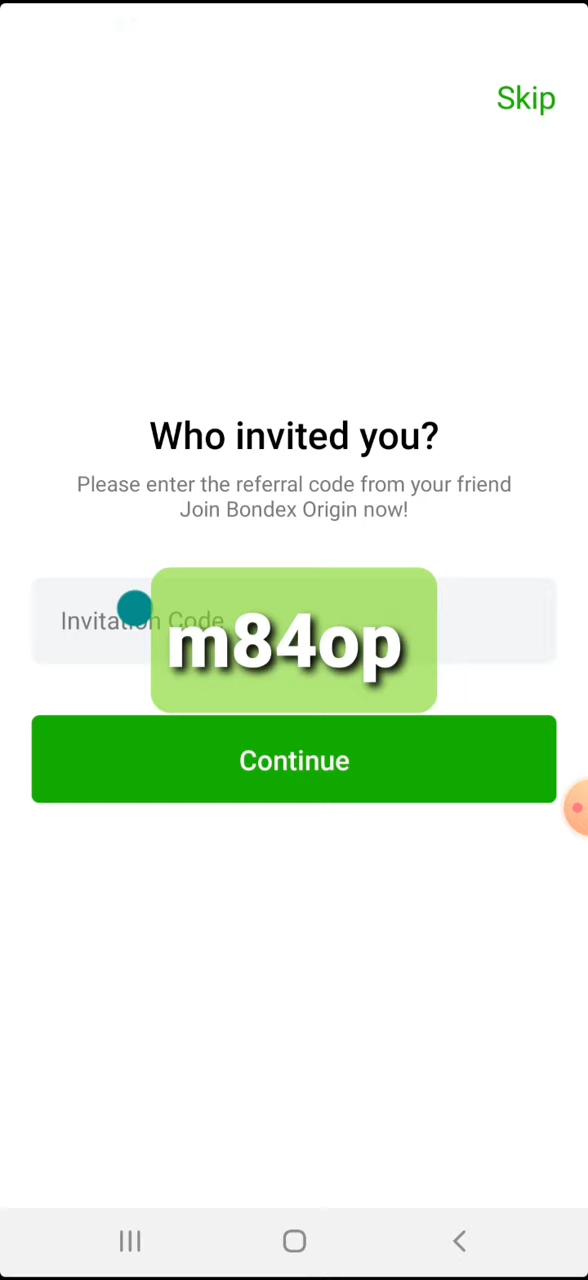 Skip
Who invited you?
Please enter the referral code from your friend
Join Bondex Origin now!
Invitation Code
m84op
Continue